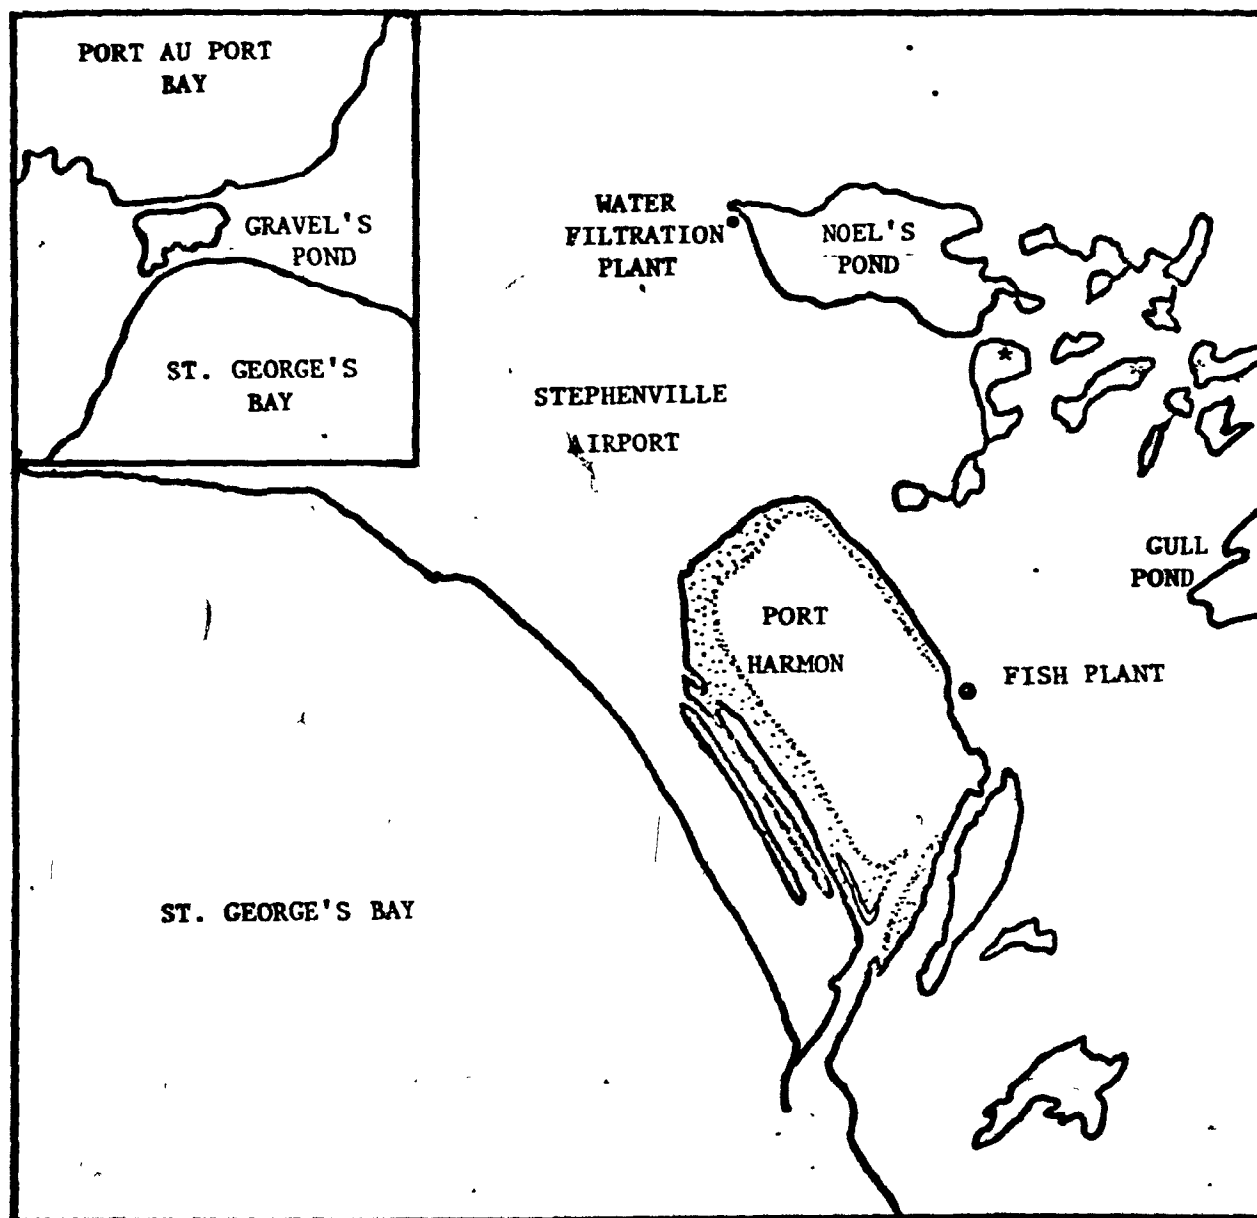 PORT AU PORT
BAY
GRAVEL'S
POND
ST. GEORGE'S
BAY
WATER
FILTRATION
PLANT
NOEL'S
POND
*
STEPHENVILLE
AIRPORT
GULL
POND
PORT
HARMON
FISH PLANT
ST. GEORGE'S BAY